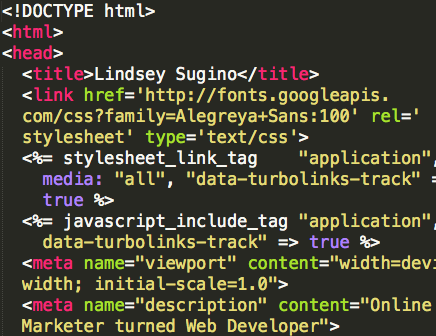 <!DOCTYPE html>
<html>
<head>
<title>Lindsey Sugino</title>
<link href='http://fonts.googleapis.
com/css?family=Alegreya+Sans:100' rel='
stylesheet' type='text/css'>
<%= stylesheet_link_tag    "application",
media: "all", "data-turbolinks-track" =
true %>
<%= javascript_include_tag "application",
data-turbolinks-track" => true %>
<meta name="viewport" content="width=devi
width; initial-scale=1.0">
<meta name="description" content="Online
Marketer turned Web Developer">